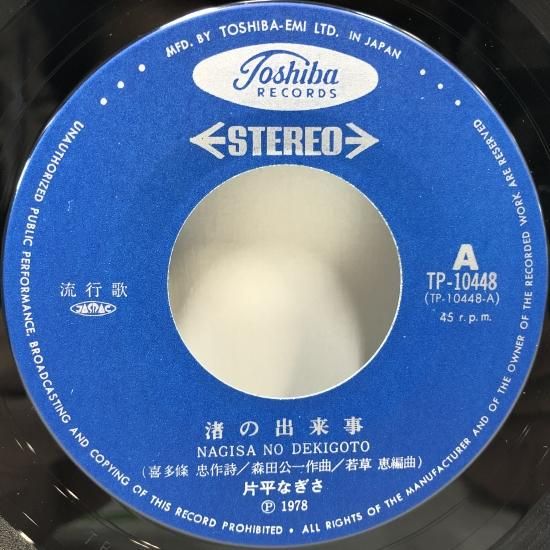 MFD. BY TOSHIBA-EMI LTD. IN JAPAN
Toshiba
RECORDS
STEREO
A
TP-10448
(TP-10448-A)
45 r.p.m.
流行歌
JASRAC
渚の出来事
NAGISA NO DEKIGOTO
(喜多條 忠作詩/森田公一作曲/若草 恵編曲)
片平なぎさ
Ⓟ 1978
UNAUTHORIZED PUBLIC PERFORMANCE, BROADCASTING AND COPYING OF THIS RECORD PROHIBITED • ALL RIGHTS OF THE MANUFACTURER AND OF THE OWNER OF THE RECORDED WORK ARE RESERVED